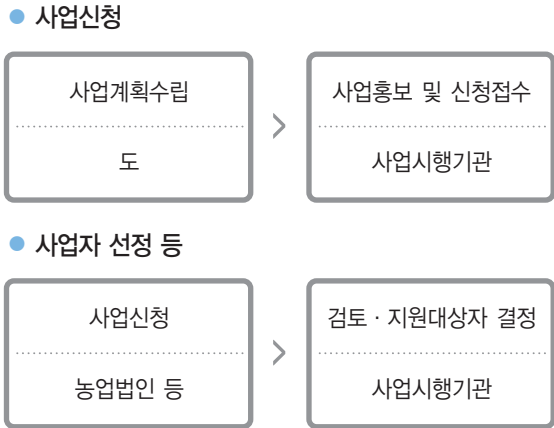 사업신청
사업계획수립
도
사업홍보 및 신청접수
사업시행기관
사업자 선정 등
사업신청
농업법인 등
검토 · 지원대상자 결정
사업시행기관